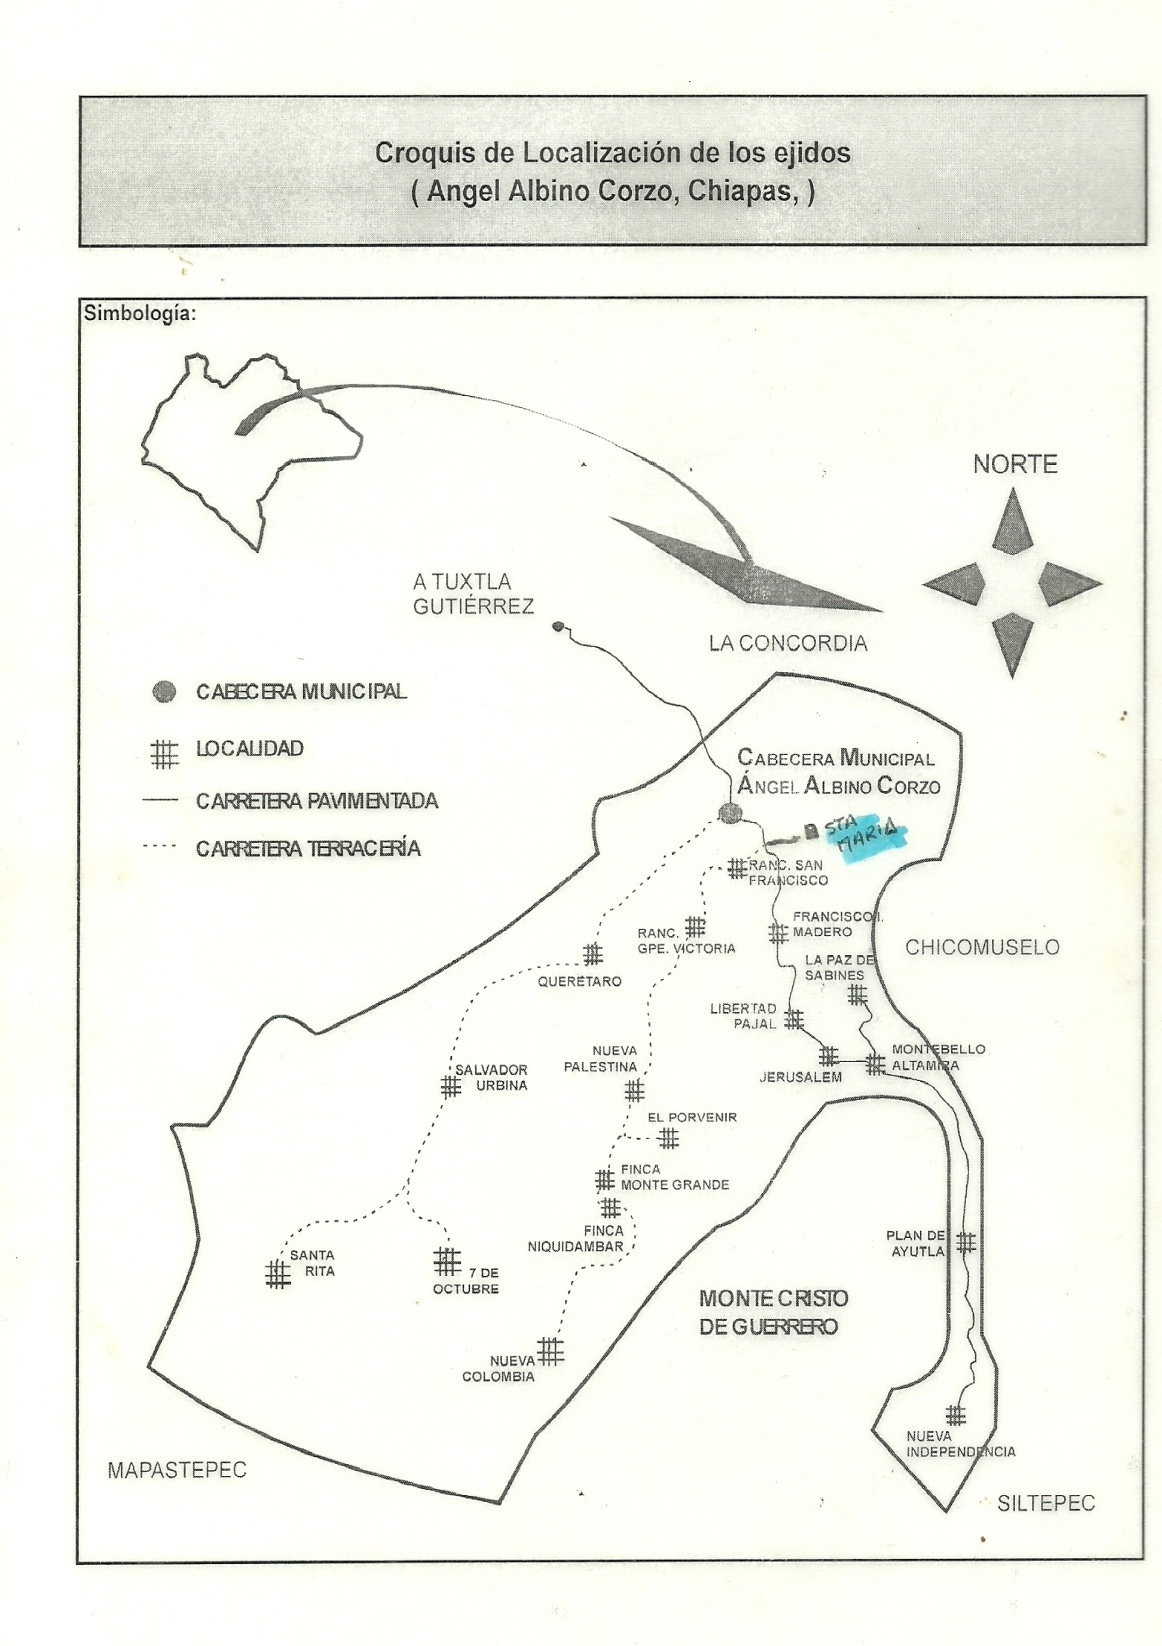 Croquis de Localización de los ejidos
( Angel Albino Corzo, Chiapas, )
Simbología:
NORTE
A TUXTLA
GUTIÉRREZ
LA CONCORDIA
CABECERA MUNICIPAL
LOCALIDAD
CARRETERA PAVIMENTADA
CARRETERA TERRACERÍA
CABECERA MUNICIPAL
ÁNGEL ALBINO CORZO
STA
MARIA
RANC. SAN
FRANCISCO
FRANCISCO I.
MADERO
RANC.
GPE. VICTORIA
LA PAZ DE
SABINES
CHICOMUSELO
QUERETARO
LIBERTAD
PAJAL
NUEVA
PALESTINA
MONTEBELLO
ALTAMIRA
SALVADOR
URBINA
JERUSALEM
EL PORVENIR
FINCA
MONTE GRANDE
FINCA
NIQUIDAMBAR
PLAN DE
AYUTLA
SANTA
RITA
7 DE
OCTUBRE
MONTE CRISTO
DE GUERRERO
NUEVA
COLOMBIA
NUEVA
INDEPENDENCIA
MAPASTEPEC
SILTEPEC